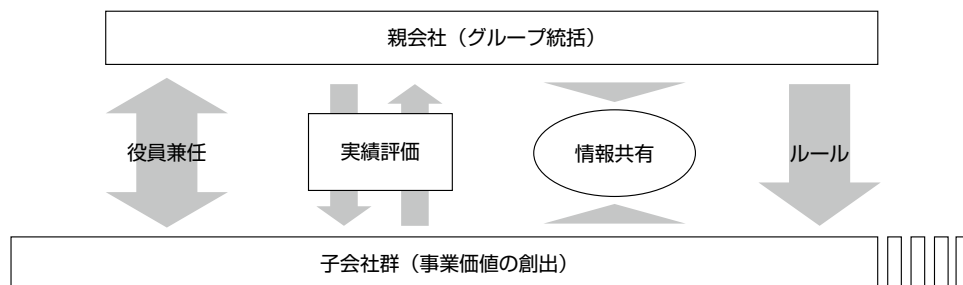 親会社（グループ統括）
役員兼任
実績評価
情報共有
ルール
子会社群（事業価値の創出）